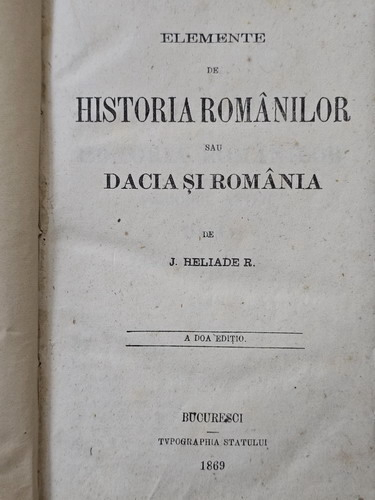 ELEMENTE
DE
HISTORIA ROMÂNILOR
SAU
DACIA ȘI ROMÂNIA
DE
J. HELIADE R.
A DOA EDIȚIO.
BUCURESCI
TYPOGRAPHIA STATULUI
1869